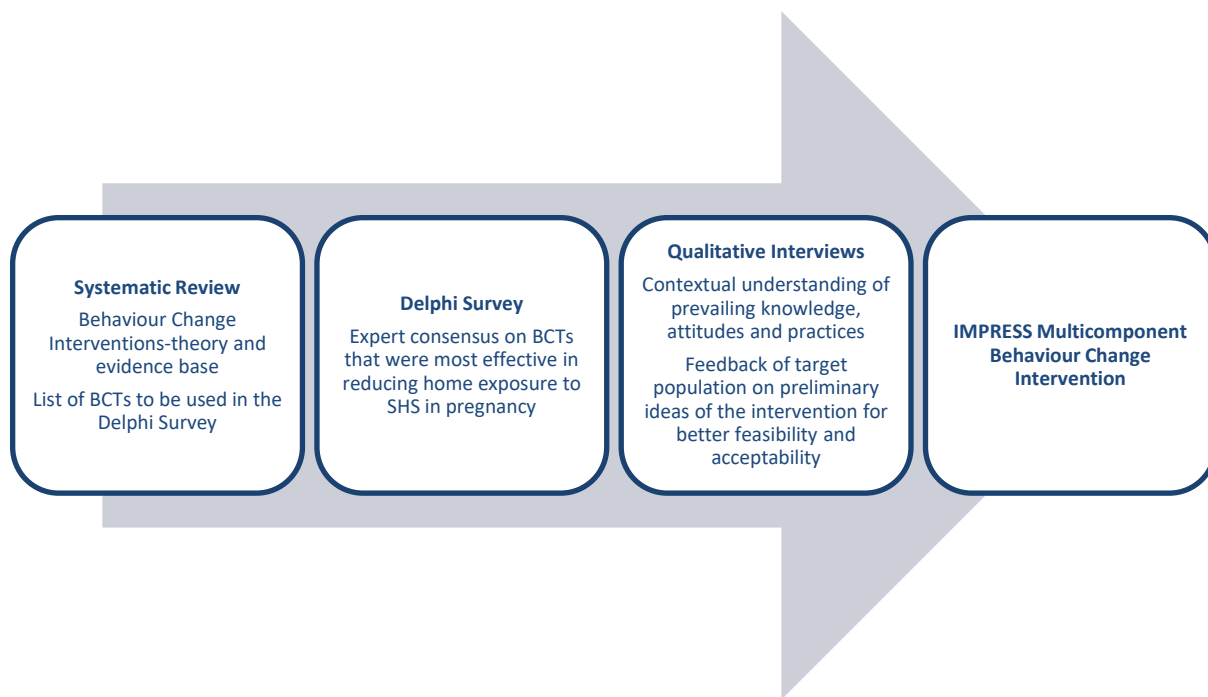 Systematic Review
Behaviour Change
Interventions-theory and
evidence base
List of BCTs to be used in the
Delphi Survey
Delphi Survey
Expert consensus on BCTs
that were most effective in
reducing home exposure to
SHS in pregnancy
Qualitative Interviews
Contextual understanding of
prevailing knowledge,
attitudes and practices
Feedback of target
population on preliminary
ideas of the intervention for
better feasibility and
acceptability
IMPRESS Multicomponent
Behaviour Change
Intervention